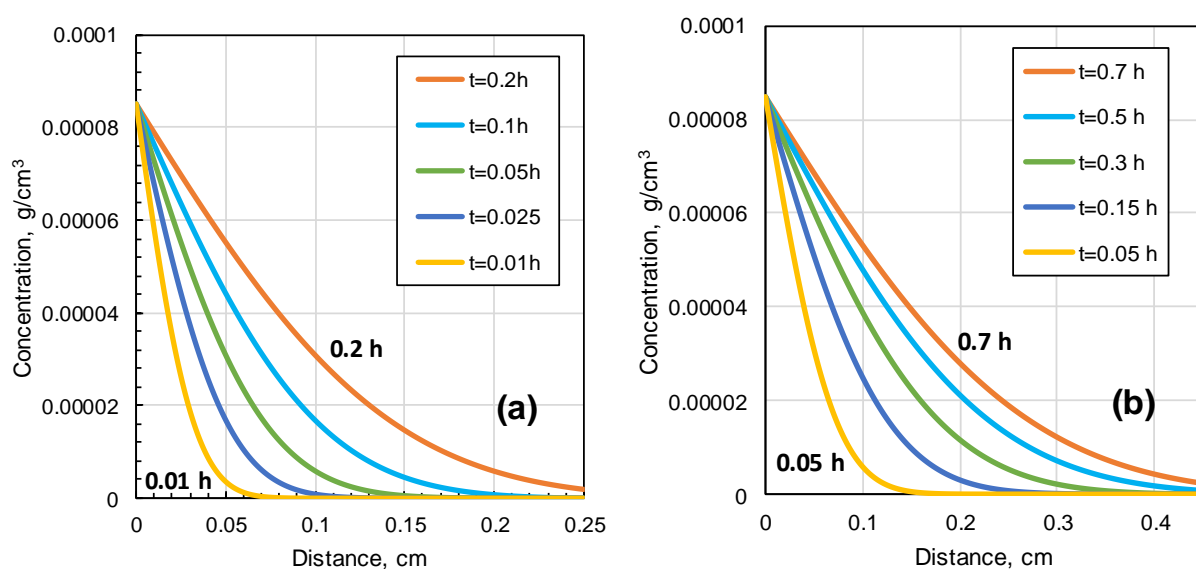 0.0001
0.00008
0.00006
0.00004
0.00002
0
Concentration, g/cm³
t=0.2h
t=0.1h
t=0.05h
t=0.025
t=0.01h
0.2 h
(a)
0.01 h
0 0.05 0.1 0.15 0.2 0.25
Distance, cm
0.0001
0.00008
0.00006
0.00004
0.00002
0
Concentration, g/cm³
t=0.7 h
t=0.5 h
t=0.3 h
t=0.15 h
t=0.05 h
0.7 h
(b)
0.05 h
0 0.1 0.2 0.3 0.4
Distance, cm